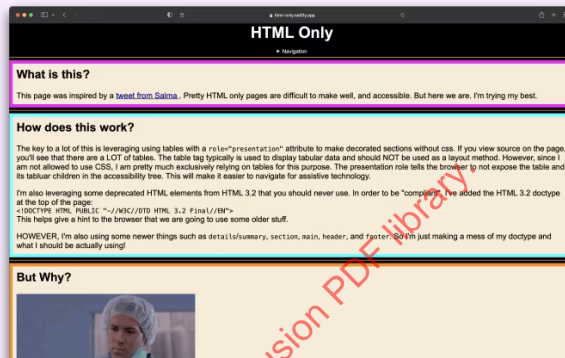 html-only.netlify.app
HTML Only
▸ Navigation
What is this?
This page was inspired by a tweet from Salma . Pretty HTML only pages are difficult to make well, and accessible. But here we are. I'm trying my best.
How does this work?
The key to a lot of this is leveraging using tables with a role="presentation" attribute to make decorated sections without css. If you view source on the page,
you'll see that there are a LOT of tables. The table tag typically is used to display tabular data and should NOT be used as a layout method. However, since I
am not allowed to use CSS, I am pretty much exclusively relying on tables for this purpose. The presentation role tells the browser to not expose the table and
its tabluar children in the accessibility tree. This will make it easier to navigate for assistive technology.
I'm also leveraging some deprecated HTML elements from HTML 3.2 that you should never use. In order to be "compliant", I've added the HTML 3.2 doctype
at the top of the page:
<!DOCTYPE HTML PUBLIC "-//W3C//DTD HTML 3.2 Final//EN">
This helps give a hint to the browser that we are going to use some older stuff.
HOWEVER, I'm also using some newer things such as details/summary, section, main, header, and footer. So I'm just making a mess of my doctype and
what I should be actually using!
But Why?
sion PDF library.